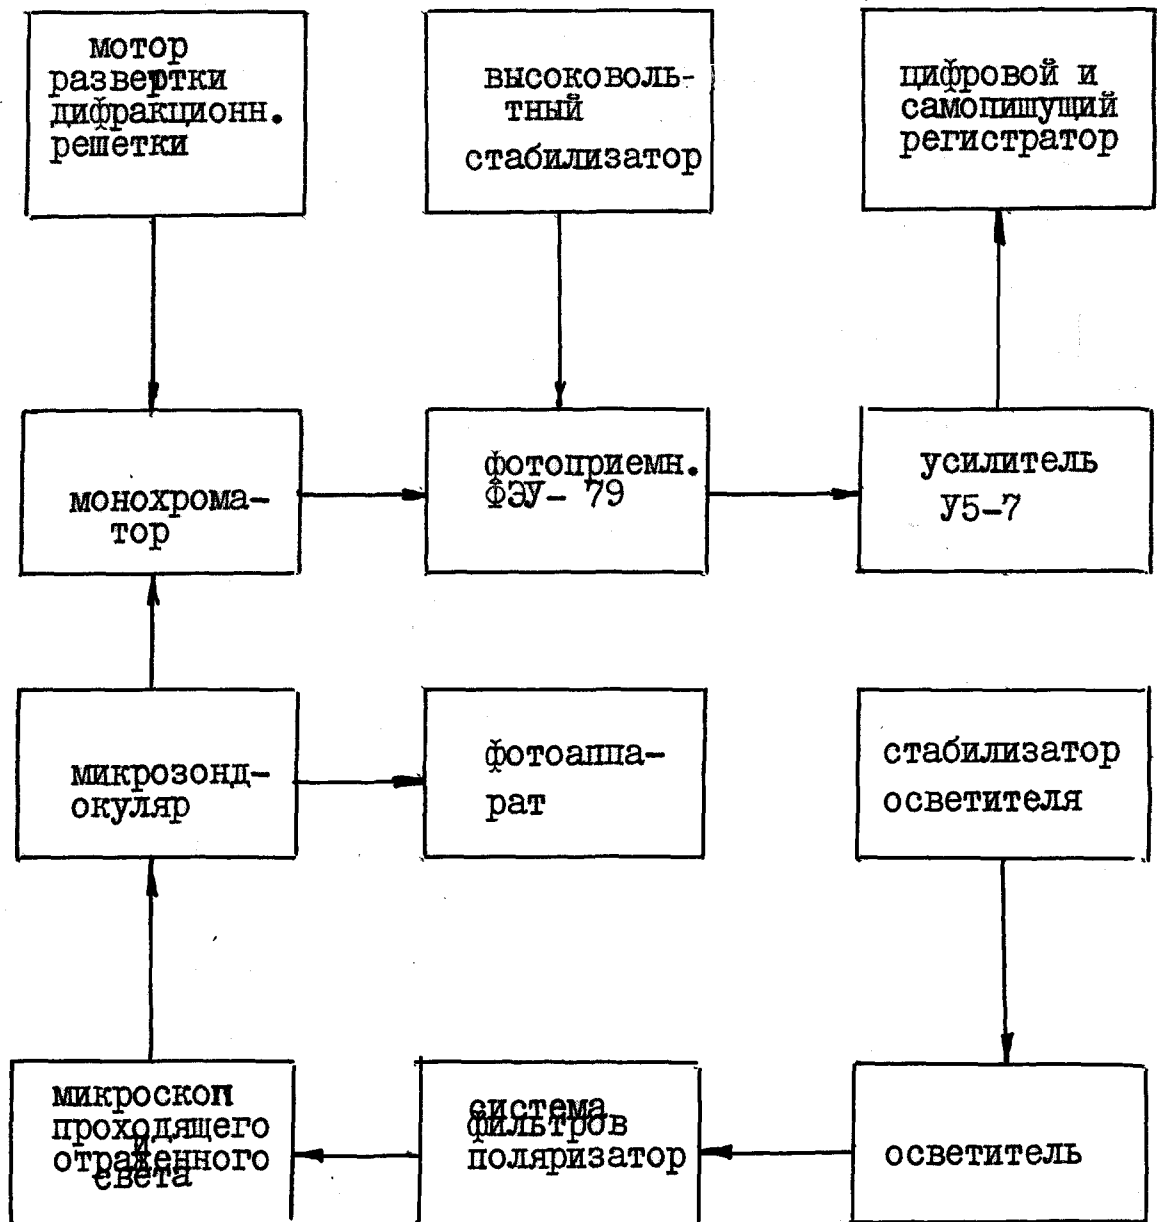 мотор
развертки
дифракционн.
решетки
высоковоль-
тный
стабилизатор
цифровой и
самопишущий
регистратор
монохрома-
тор
фотоприемн.
ФЭУ- 79
усилитель
У5-7
микрозонд-
окуляр
фотоаппа-
рат
стабилизатор
осветителя
микроскоп
проходящего
и
отраженного
света
система
фильтров
поляризатор
осветитель